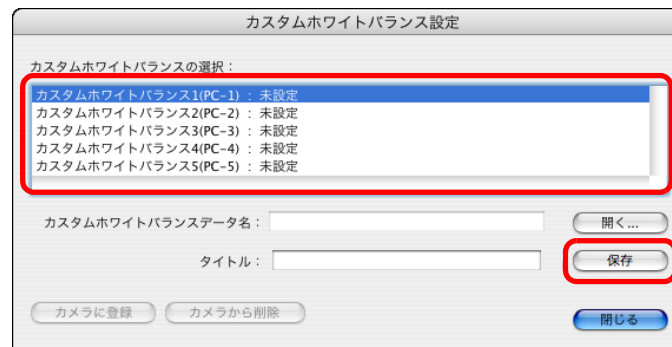 カスタムホワイトバランス設定
カスタムホワイトバランスの選択：
カスタムホワイトバランス1(PC-1) : 未設定
カスタムホワイトバランス2(PC-2) : 未設定
カスタムホワイトバランス3(PC-3) : 未設定
カスタムホワイトバランス4(PC-4) : 未設定
カスタムホワイトバランス5(PC-5) : 未設定
カスタムホワイトバランスデータ名： 開く...
タイトル： 保存
カメラに登録 カメラから削除 閉じる